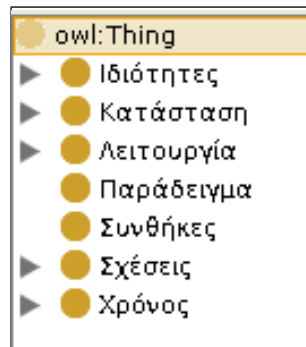 owl:Thing
Ιδιότητες
Κατάσταση
Λειτουργία
Παράδειγμα
Συνθήκες
Σχέσεις
Χρόνος